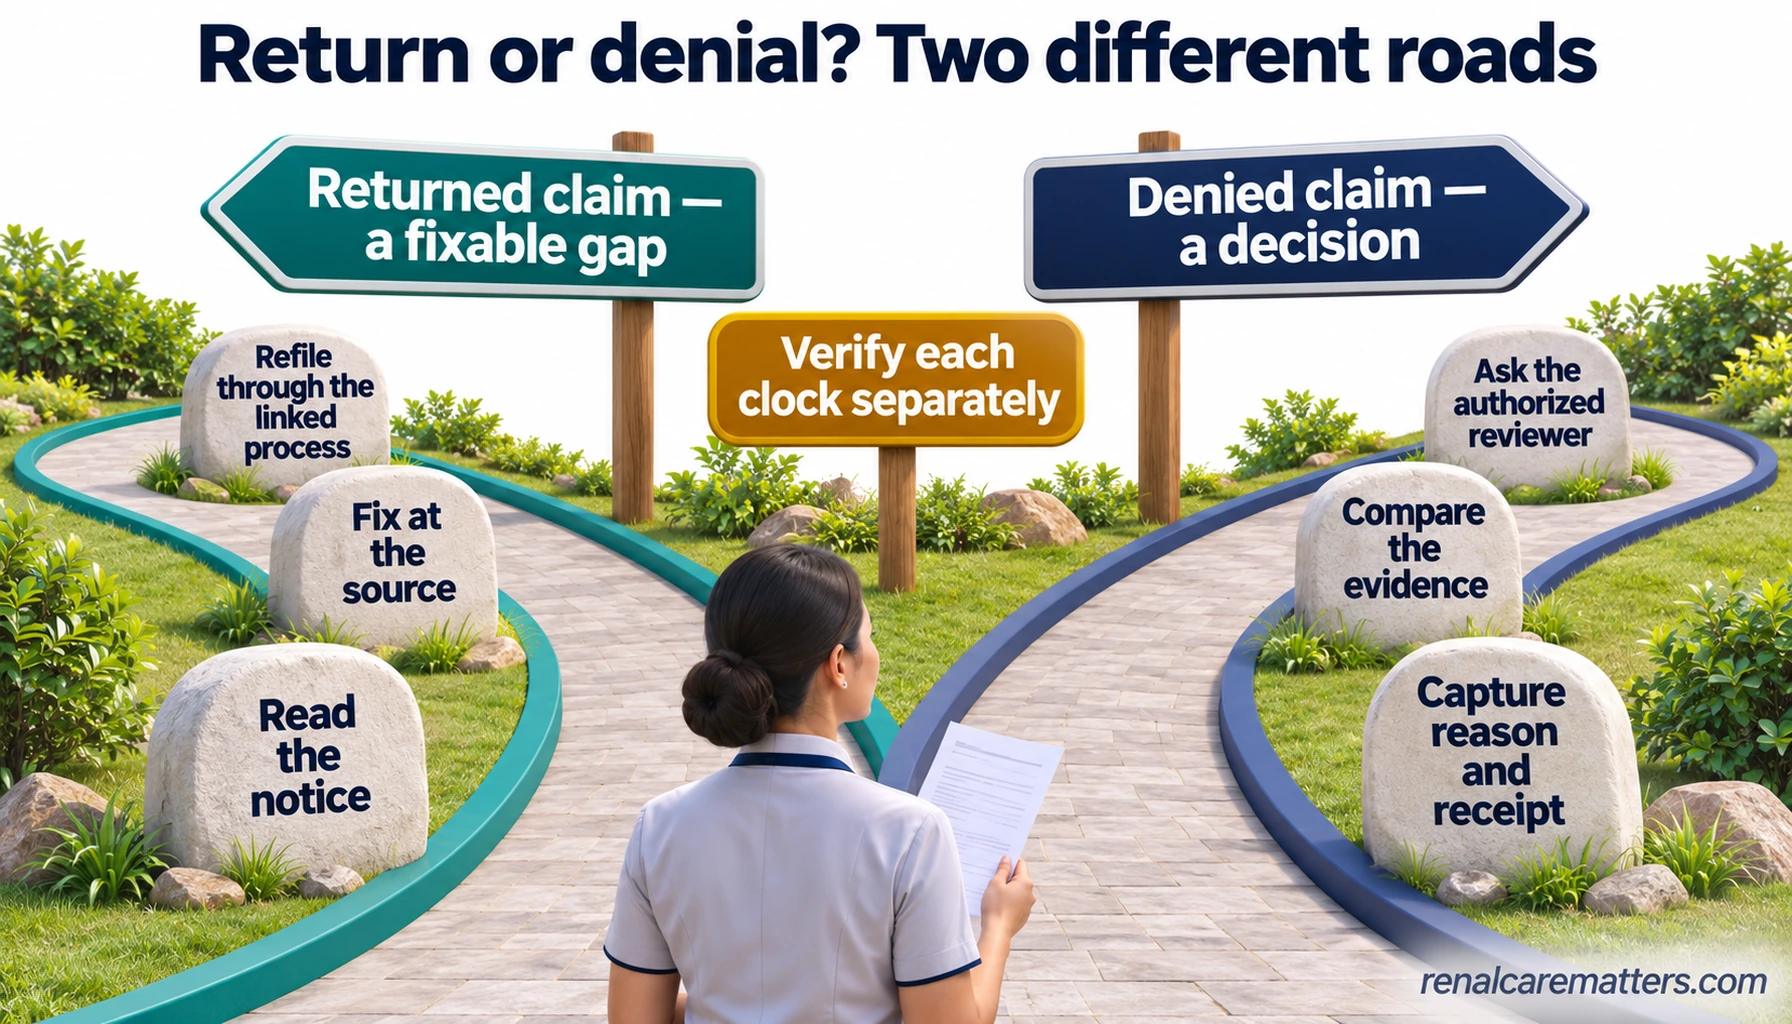 Return or denial? Two different roads
Returned claim —
a fixable gap
Denied claim —
a decision
Verify each
clock separately
Refile
through the
linked
process
Fix at
the
source
Read
the
notice
Ask the
authorized
reviewer
Compare
the
evidence
Capture
reason
and
receipt
renalcarematters.com